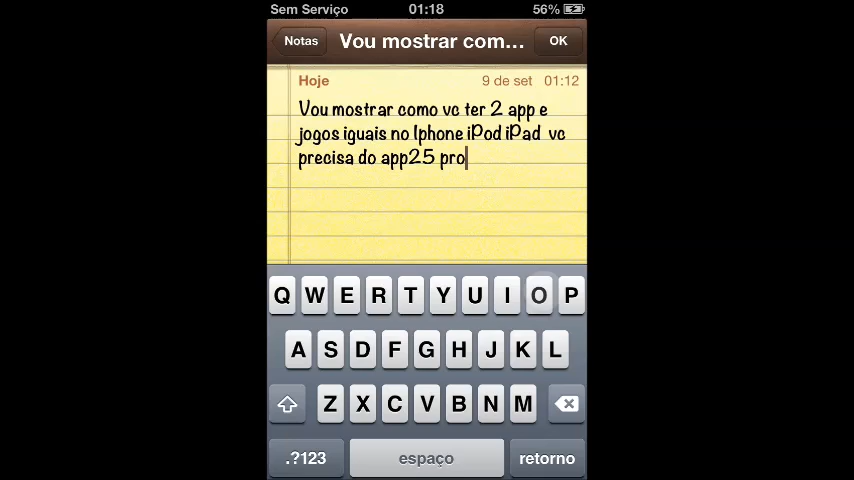 Sem Serviço 01:18 56%
Notas Vou mostrar com... OK
Hoje 9 de set 01:12
Vou mostrar como vc ter 2 app e
jogos iguais no Iphone iPod iPad vc
precisa do app25 pro
Q W E R T Y U I O P
A S D F G H J K L
Z X C V B N M
.?123 espaço retorno